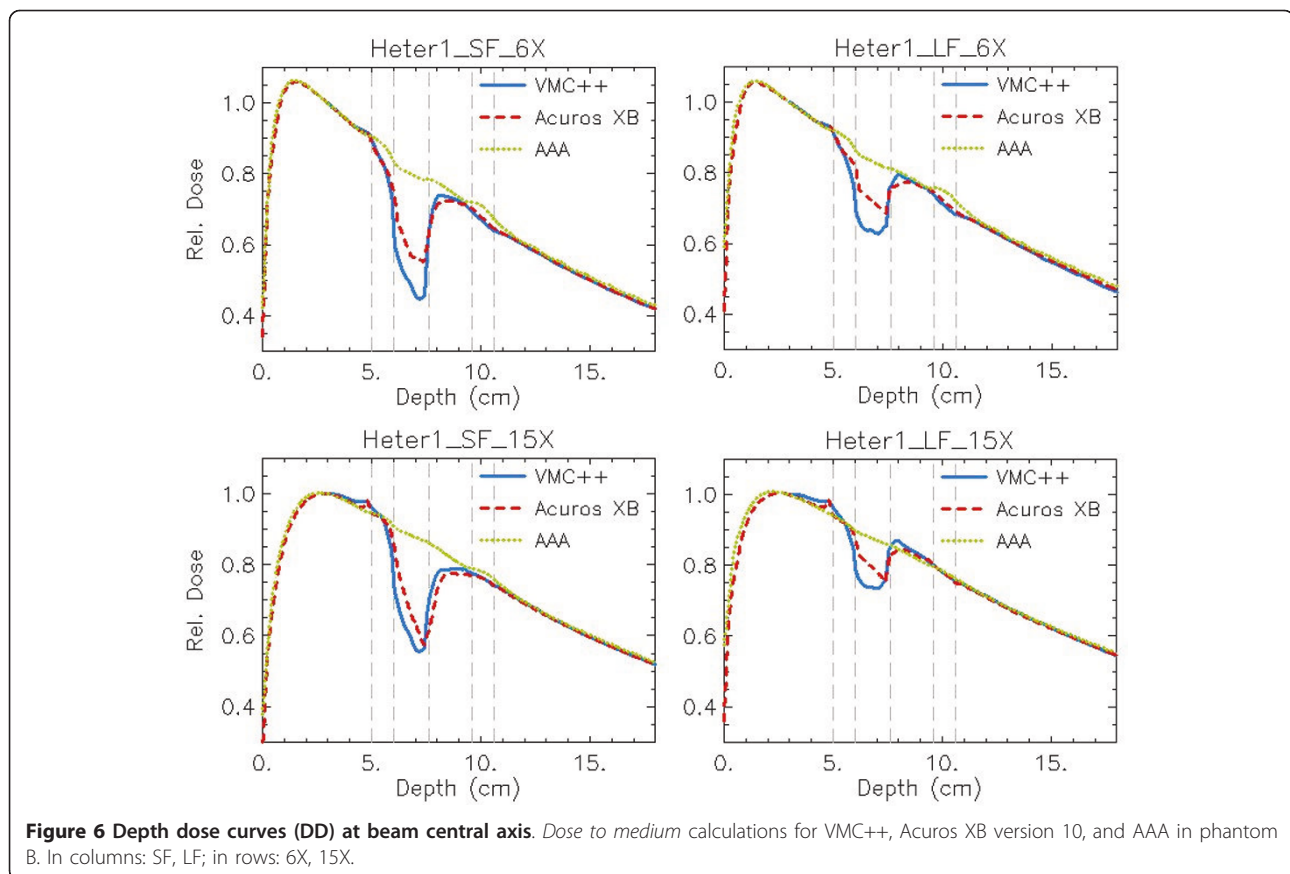 Heter1_SF_6X
VMC++
Acuros XB
AAA
Rel. Dose
1.0
0.8
0.6
0.4
0.
5.
10.
15.
Depth (cm)
Heter1_LF_6X
VMC++
Acuros XB
AAA
1.0
0.8
0.6
0.4
0.
5.
10.
15.
Depth (cm)
Heter1_SF_15X
VMC++
Acuros XB
AAA
Rel. Dose
1.0
0.8
0.6
0.4
0.
5.
10.
15.
Depth (cm)
Heter1_LF_15X
VMC++
Acuros XB
AAA
1.0
0.8
0.6
0.4
0.
5.
10.
15.
Depth (cm)
Figure 6 Depth dose curves (DD) at beam central axis. Dose to medium calculations for VMC++, Acuros XB version 10, and AAA in phantom
B. In columns: SF, LF; in rows: 6X, 15X.